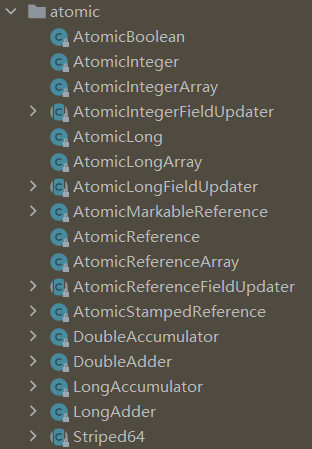 atomic
AtomicBoolean
AtomicInteger
AtomicIntegerArray
AtomicIntegerFieldUpdater
AtomicLong
AtomicLongArray
AtomicLongFieldUpdater
AtomicMarkableReference
AtomicReference
AtomicReferenceArray
AtomicReferenceFieldUpdater
AtomicStampedReference
DoubleAccumulator
DoubleAdder
LongAccumulator
LongAdder
Striped64